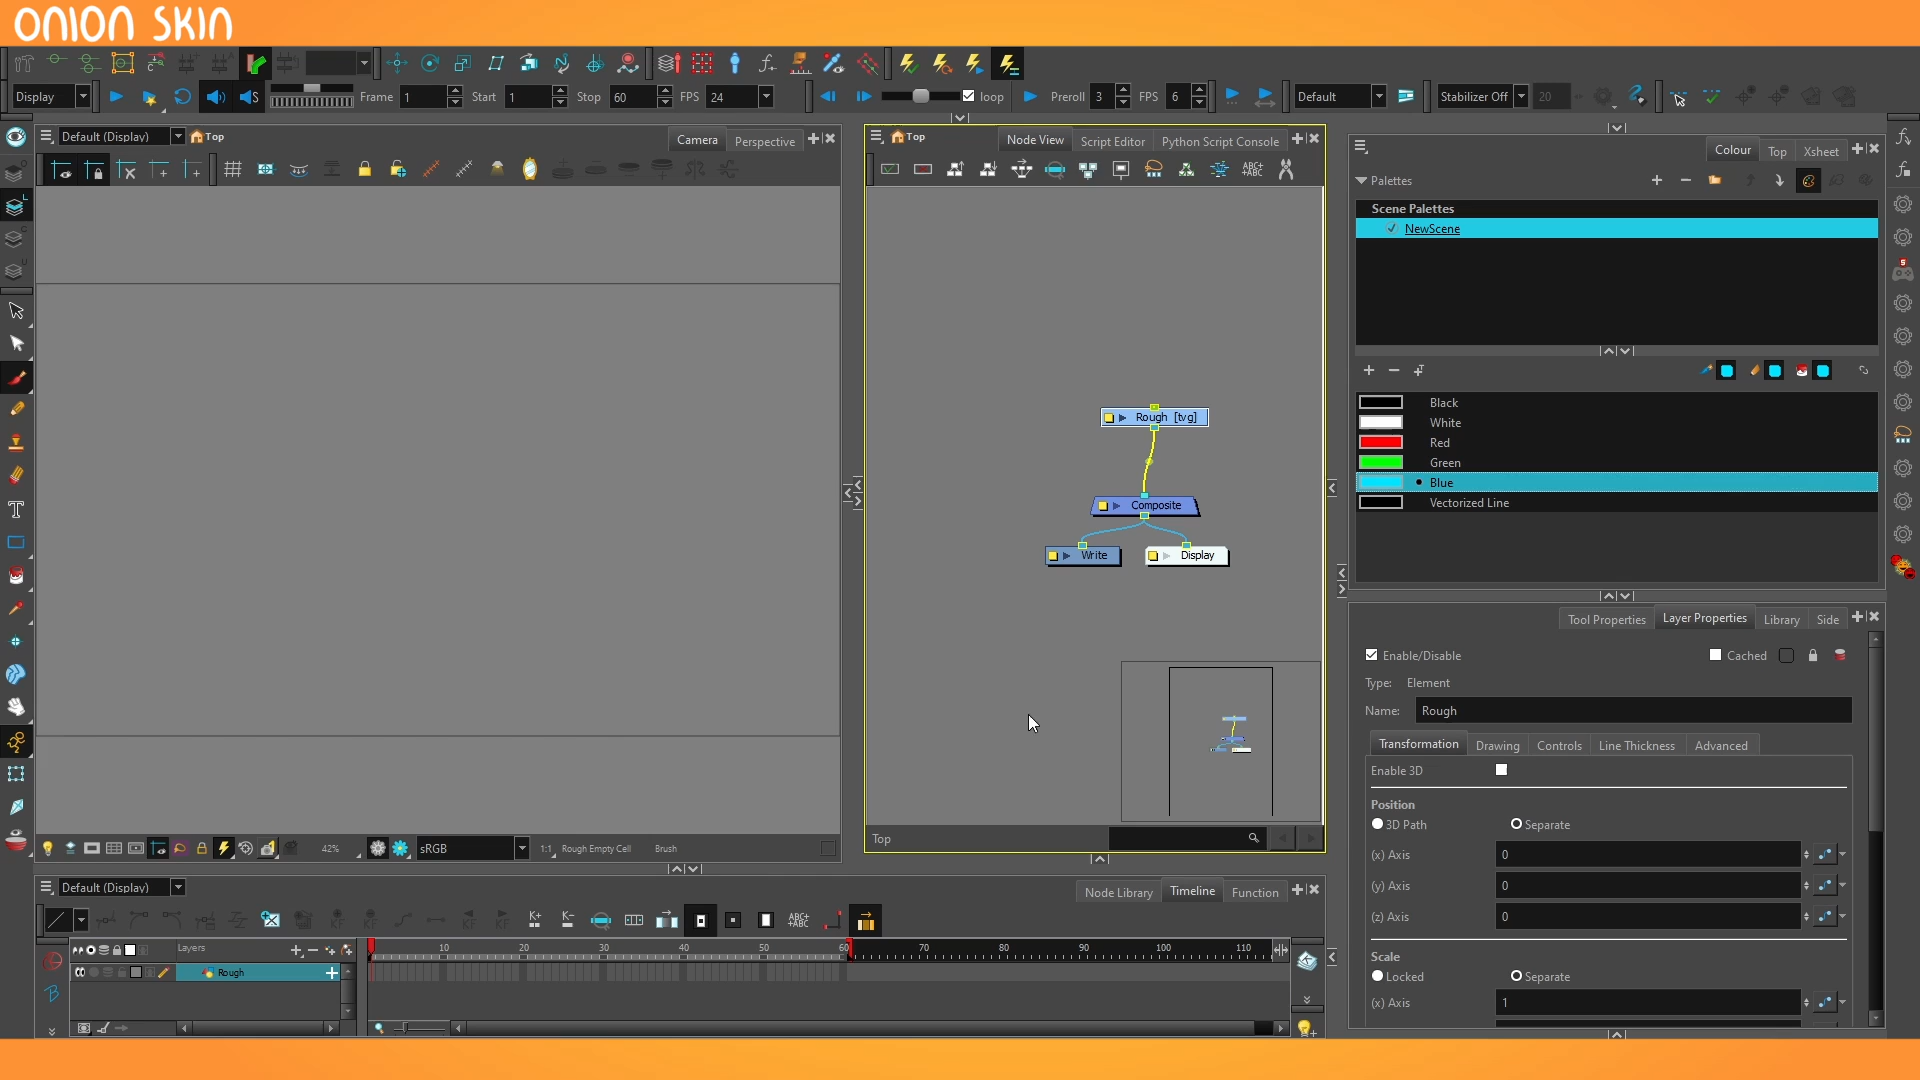 ONION SKIN
Display Frame 1 Start 1 Stop 60 FPS 24 loop Preroll 3 FPS 6 Default Stabilizer Off 20
Default (Display) Top Camera Perspective
Top Node View Script Editor Python Script Console
Colour Top Xsheet
Palettes
Scene Palettes
NewScene
Black
White
Red
Green
Blue
Vectorized Line
Rough [tvg]
Composite
Write Display
Top
42% sRGB 1:1 Rough Empty Cell Brush
Tool Properties Layer Properties Library Side
Enable/Disable Cached
Type: Element
Name: Rough
Transformation Drawing Controls Line Thickness Advanced
Enable 3D
Position
3D Path Separate
(x) Axis 0
(y) Axis 0
(z) Axis 0
Scale
Locked Separate
(x) Axis 1
Default (Display) Node Library Timeline Function
Layers 10 20 30 40 50 60 70 80 90 100 110
Rough